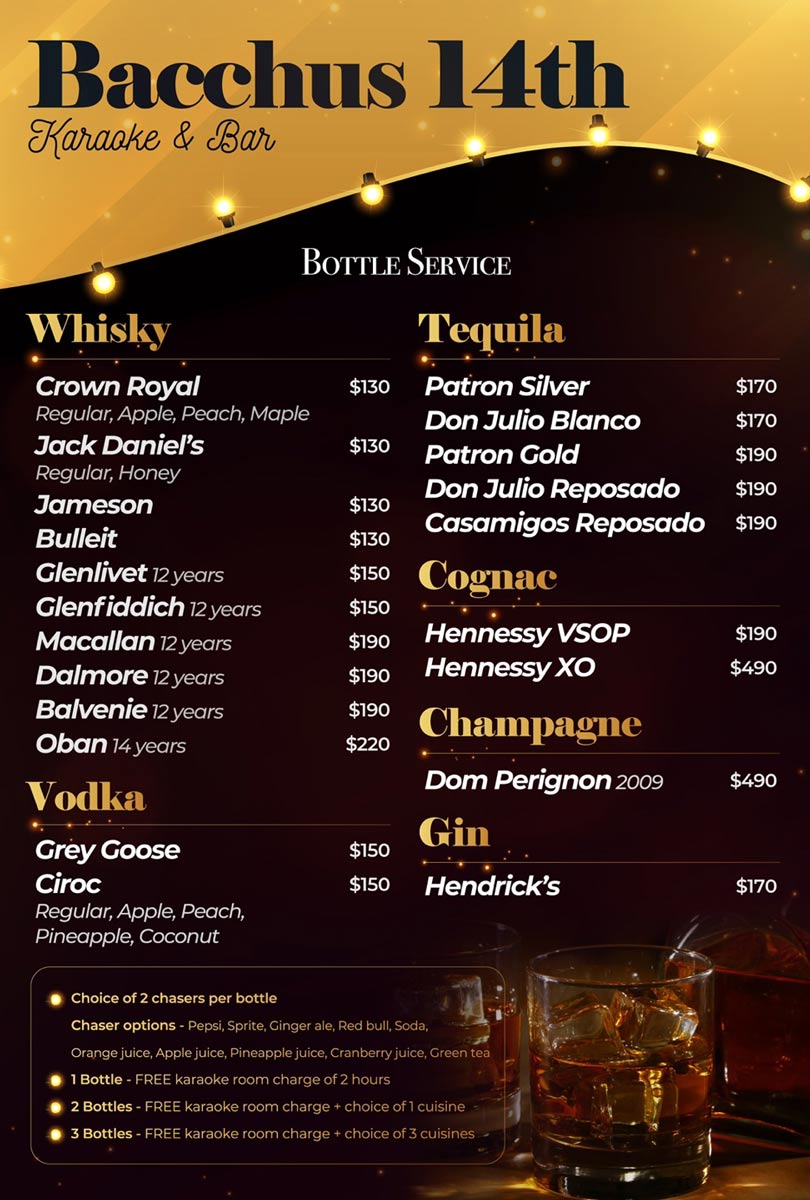 Bacchus 14th
Karaoke & Bar
Bottle Service
Whisky
Crown Royal $130
Regular, Apple, Peach, Maple
Jack Daniel's $130
Regular, Honey
Jameson $130
Bulleit $130
Glenlivet 12 years $150
Glenfiddich 12 years $150
Macallan 12 years $190
Dalmore 12 years $190
Balvenie 12 years $190
Oban 14 years $220
Vodka
Grey Goose $150
Ciroc $150
Regular, Apple, Peach,
Pineapple, Coconut
Tequila
Patron Silver $170
Don Julio Blanco $170
Patron Gold $190
Don Julio Reposado $190
Casamigos Reposado $190
Cognac
Hennessy VSOP $190
Hennessy XO $490
Champagne
Dom Perignon 2009 $490
Gin
Hendrick's $170
Choice of 2 chasers per bottle
Chaser options - Pepsi, Sprite, Ginger ale, Red bull, Soda,
Orange juice, Apple juice, Pineapple juice, Cranberry juice, Green tea
1 Bottle - FREE karaoke room charge of 2 hours
2 Bottles - FREE karaoke room charge + choice of 1 cuisine
3 Bottles - FREE karaoke room charge + choice of 3 cuisines